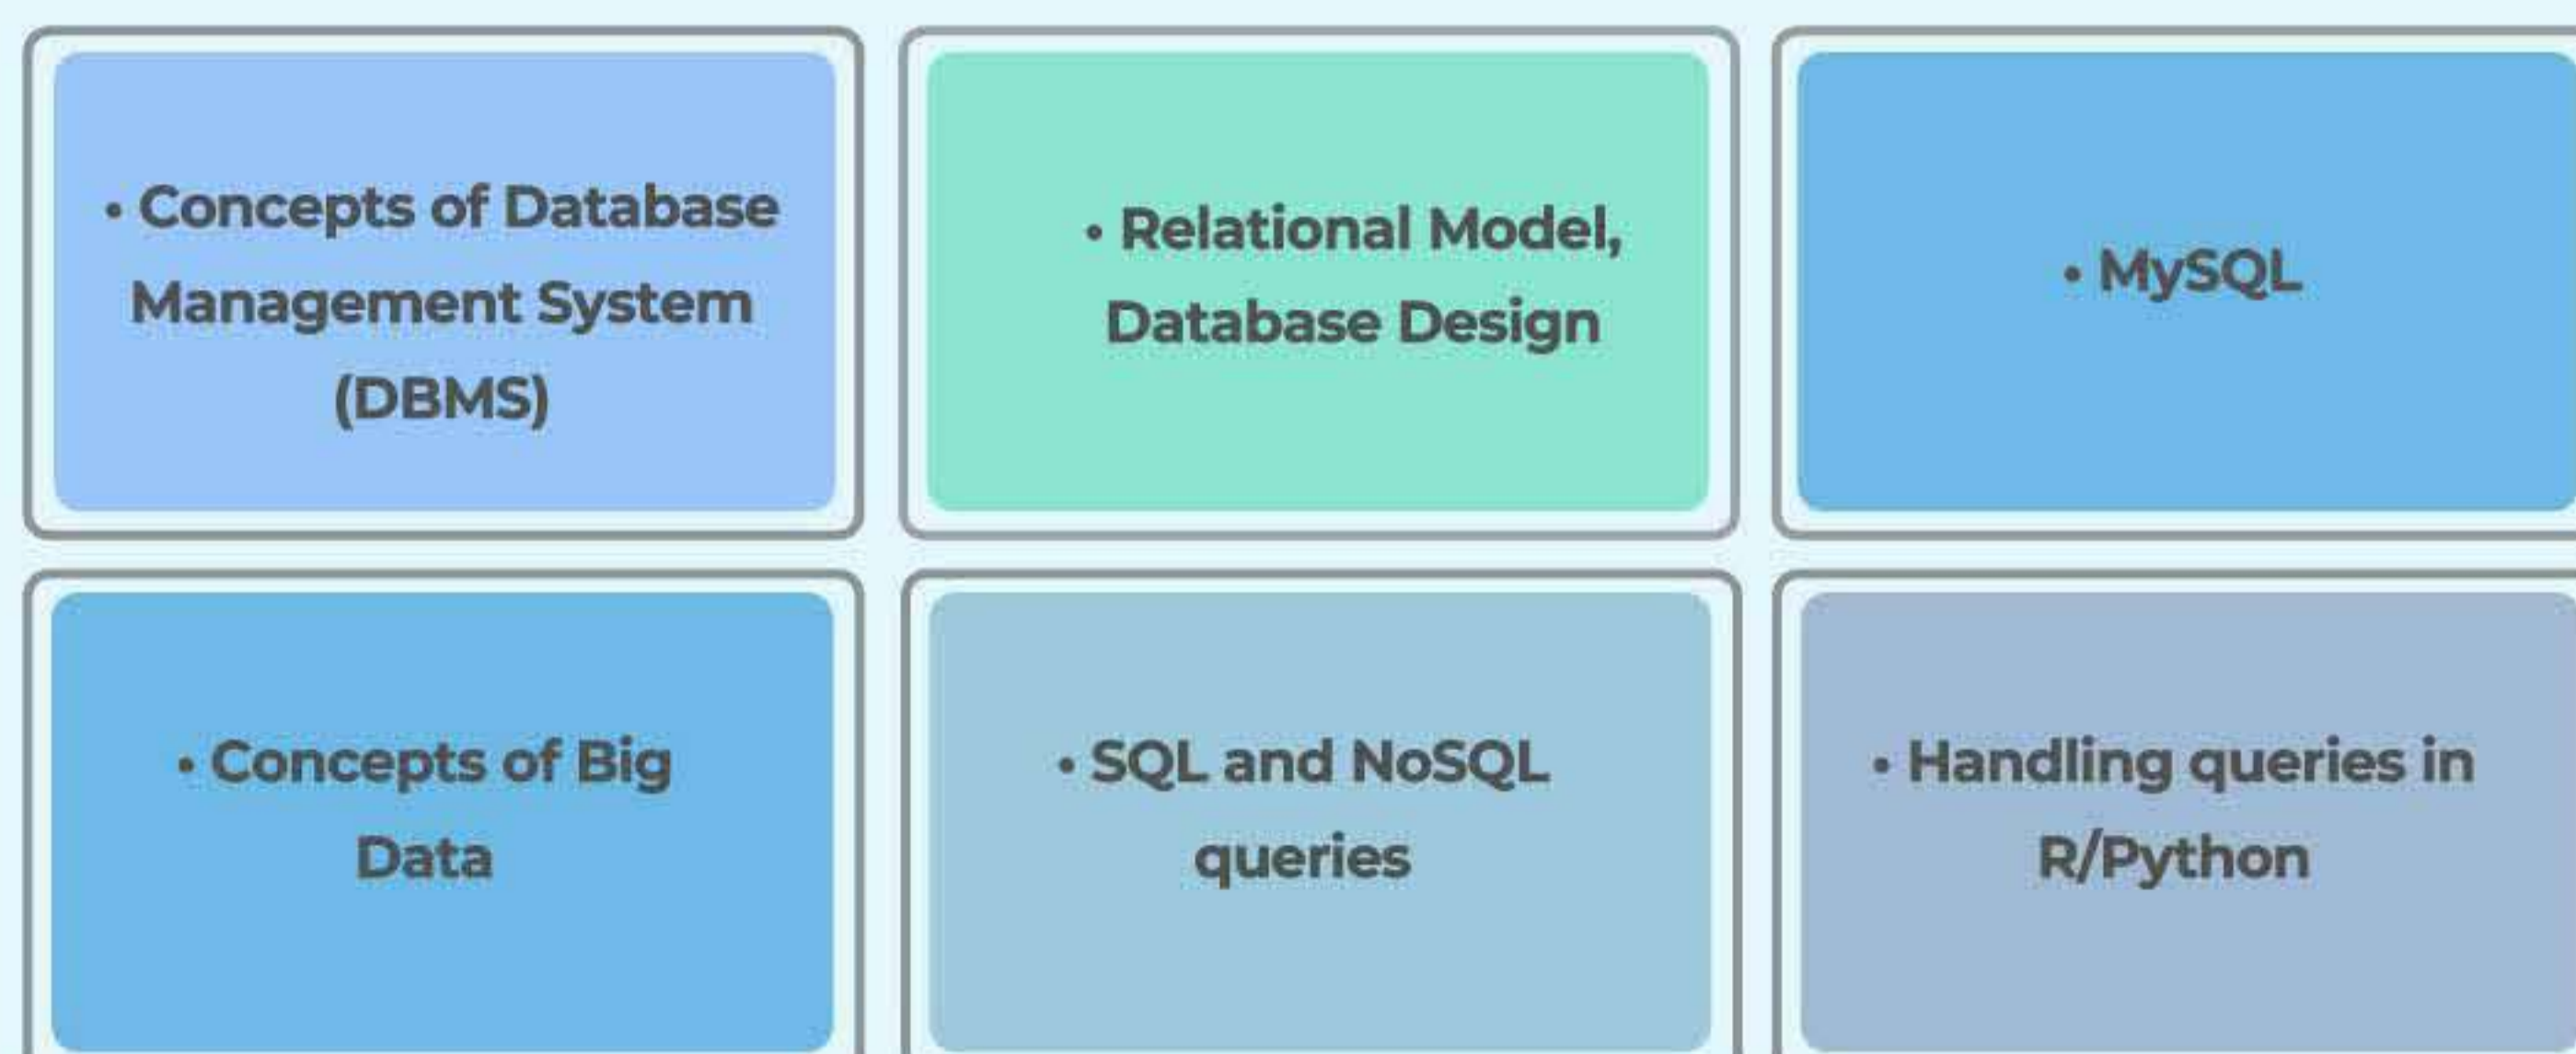 • Concepts of Database
Management System
(DBMS)
• Relational Model,
Database Design
• MySQL
• Concepts of Big
Data
• SQL and NoSQL
queries
• Handling queries in
R/Python